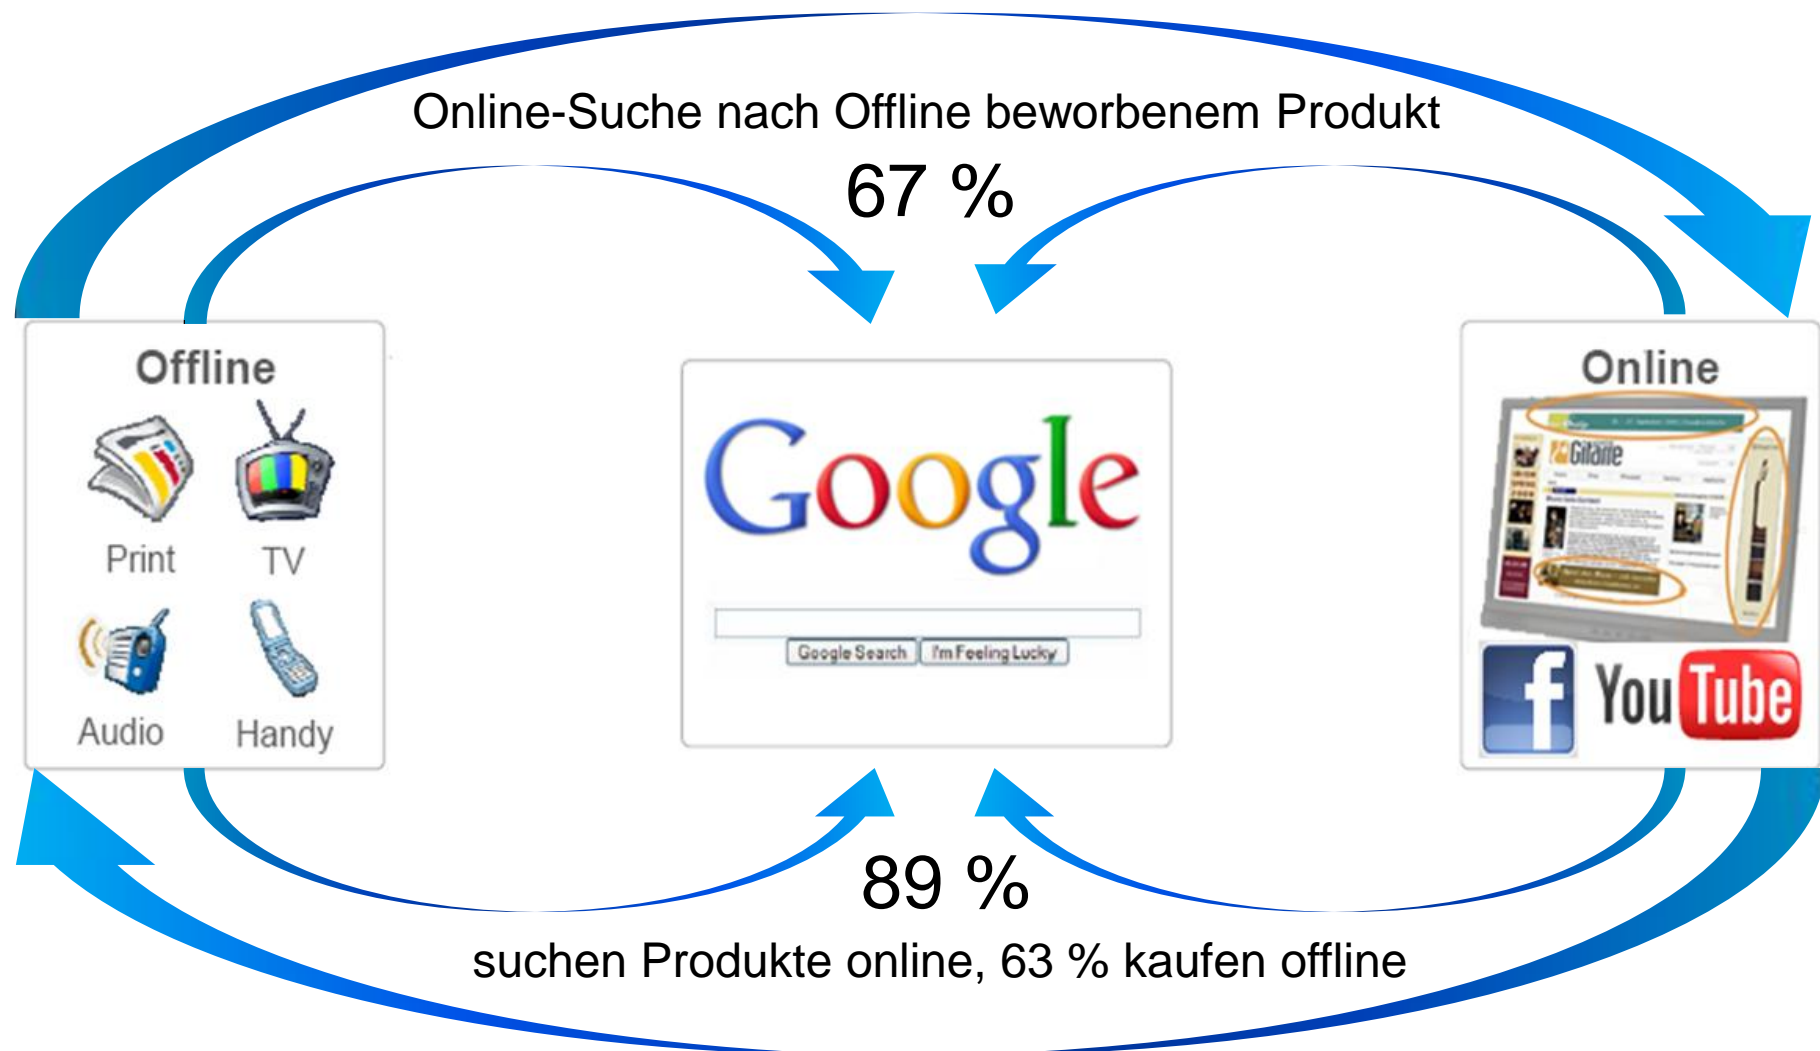 Online-Suche nach Offline beworbenem Produkt
67 %
Offline
Print
TV
Audio
Handy
Google
Google Search
I'm Feeling Lucky
Online
Gitane
f
YouTube
89 %
suchen Produkte online, 63 % kaufen offline